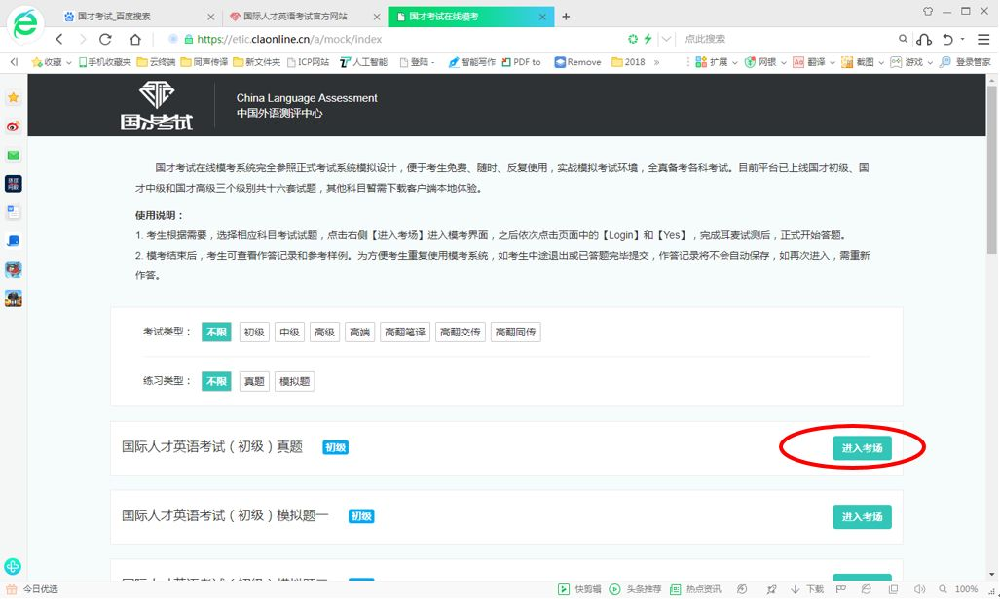 国才考试_百度搜索
国际人才英语考试官方网站
国才考试在线模考
https://etic.claonline.cn/a/mock/index
点此搜索
收藏
手机收藏夹
云终端
同声传译
新文件夹
ICP网站
人工智能
登陆 -
智能写作
PDF to
Remove
2018
»
扩展
网银
翻译
截图
游戏
登录管家
国才考试
China Language Assessment
中国外语测评中心
国才考试在线模考系统完全参照正式考试系统模拟设计，便于考生免费、随时、反复使用，实战模拟考试环境，全真备考各科考试。目前平台已上线国才初级、国
才中级和国才高级三个级别共十六套试题，其他科目暂需下载客户端本地体验。
使用说明：
1. 考生根据需要，选择相应科目考试试题，点击右侧【进入考场】进入模考界面，之后依次点击页面中的【Login】和【Yes】，完成耳麦试测后，正式开始答题。
2. 模考结束后，考生可查看作答记录和参考样例。为方便考生重复使用模考系统，如考生中途退出或已答题完毕提交，作答记录将不会自动保存，如再次进入，需重新
作答。
考试类型： 不限 初级 中级 高级 高端 高翻笔译 高翻交传 高翻同传
练习类型： 不限 真题 模拟题
国际人才英语考试（初级）真题 初级 进入考场
国际人才英语考试（初级）模拟题一 初级 进入考场
今日优选
快剪辑
头条推荐
热点资讯
下载
100%